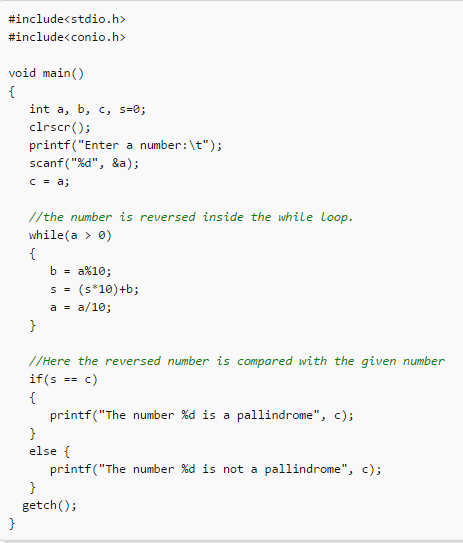 #include<stdio.h>
#include<conio.h>
void main()
{
int a, b, c, s=0;
clrscr();
printf("Enter a number:\t");
scanf("%d", &a);
c = a;
//the number is reversed inside the while loop.
while(a > 0)
{
b = a%10;
s = (s*10)+b;
a = a/10;
}
//Here the reversed number is compared with the given number
if(s == c)
{
printf("The number %d is a pallindrome", c);
}
else {
printf("The number %d is not a pallindrome", c);
}
getch();
}